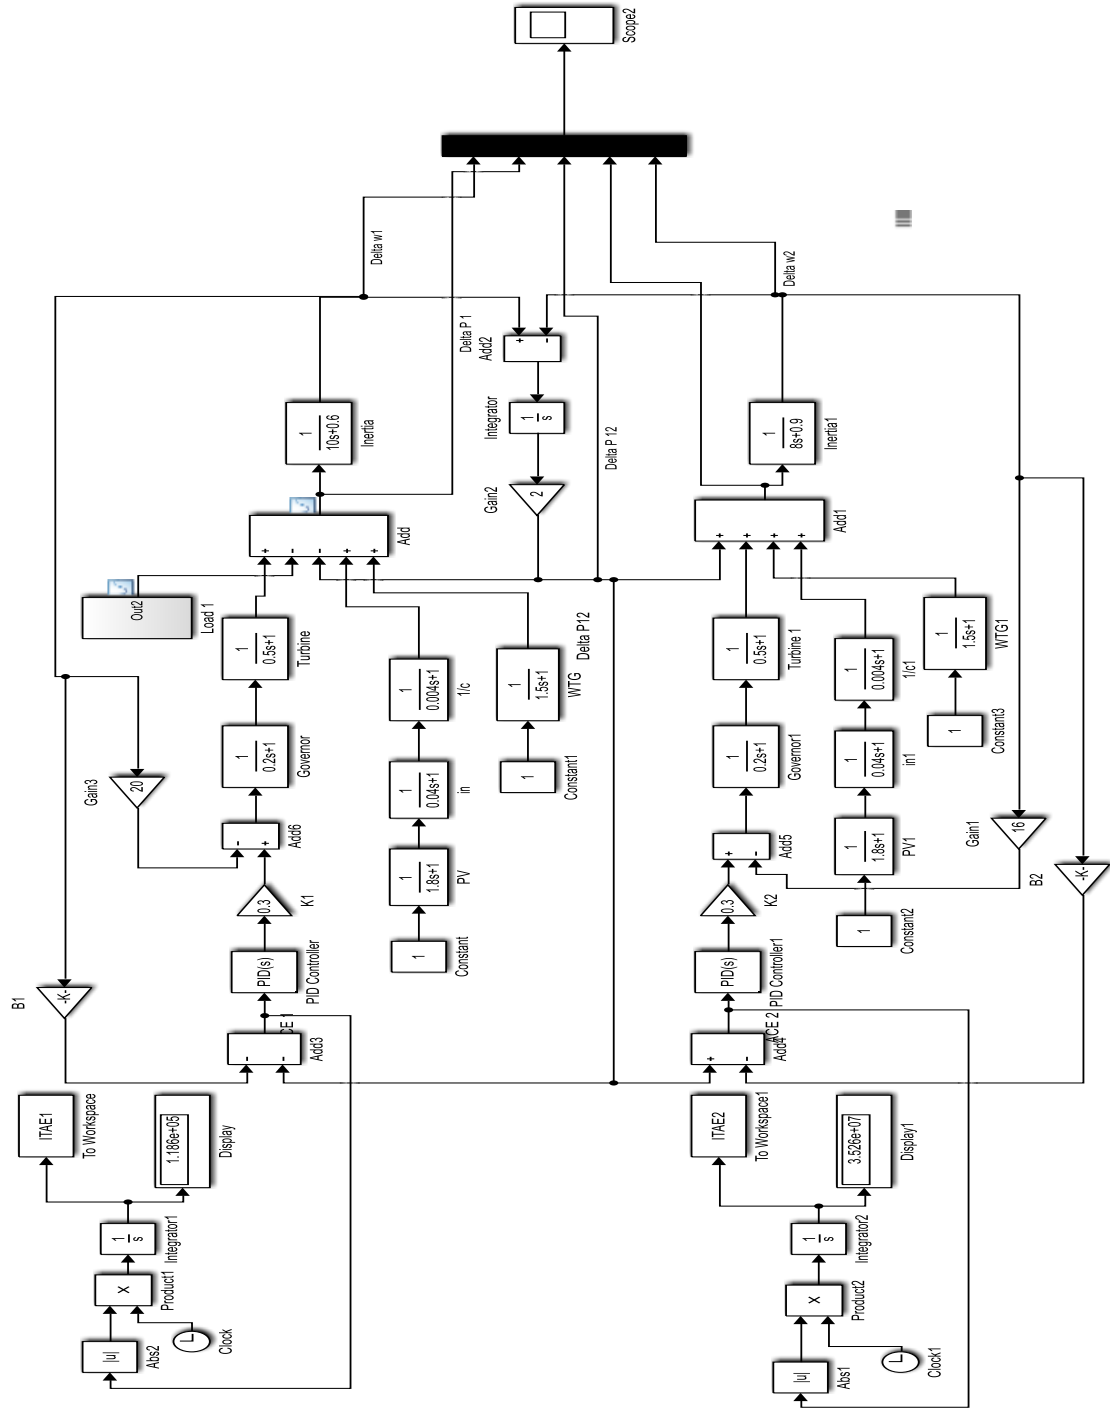 ITAE1
To Workspace
B1
-K-
Gain3
20
|u|
Abs2
X
Product1
1
s
Integrator1
1.186e+05
Display
Clock
Out2
Load 1
-
-
Add3
CE 1
PID(s)
PID Controller
0.3
K1
-
+
Add6
1
0.2s+1
Governor
1
0.5s+1
Turbine
+
-
-
+
+
Add
1
10s+0.6
Inertia
Delta w1
1
Constant
1
1.8s+1
PV
1
0.04s+1
in
1
0.004s+1
1/c
Delta P 1
1
Constant1
1
1.5s+1
WTG
Delta P12
Gain2
2
Integrator
1
s
Add2
+
-
Delta P 12
Scope2
ITAE2
To Workspace1
+
-
Add4
ACE 2
PID(s)
PID Controller1
0.3
K2
+
-
Add5
1
0.2s+1
Governor1
1
0.5s+1
Turbine 1
+
+
+
+
Add1
1
8s+0.9
Inertia1
Delta w2
|u|
Abs1
X
Product2
1
s
Integrator2
3.526e+07
Display1
Clock1
1
Constant2
1
1.8s+1
PV1
1
0.04s+1
in1
1
0.004s+1
1/c1
1
Constant3
1
1.5s+1
WTG1
Gain1
16
B2
-K-